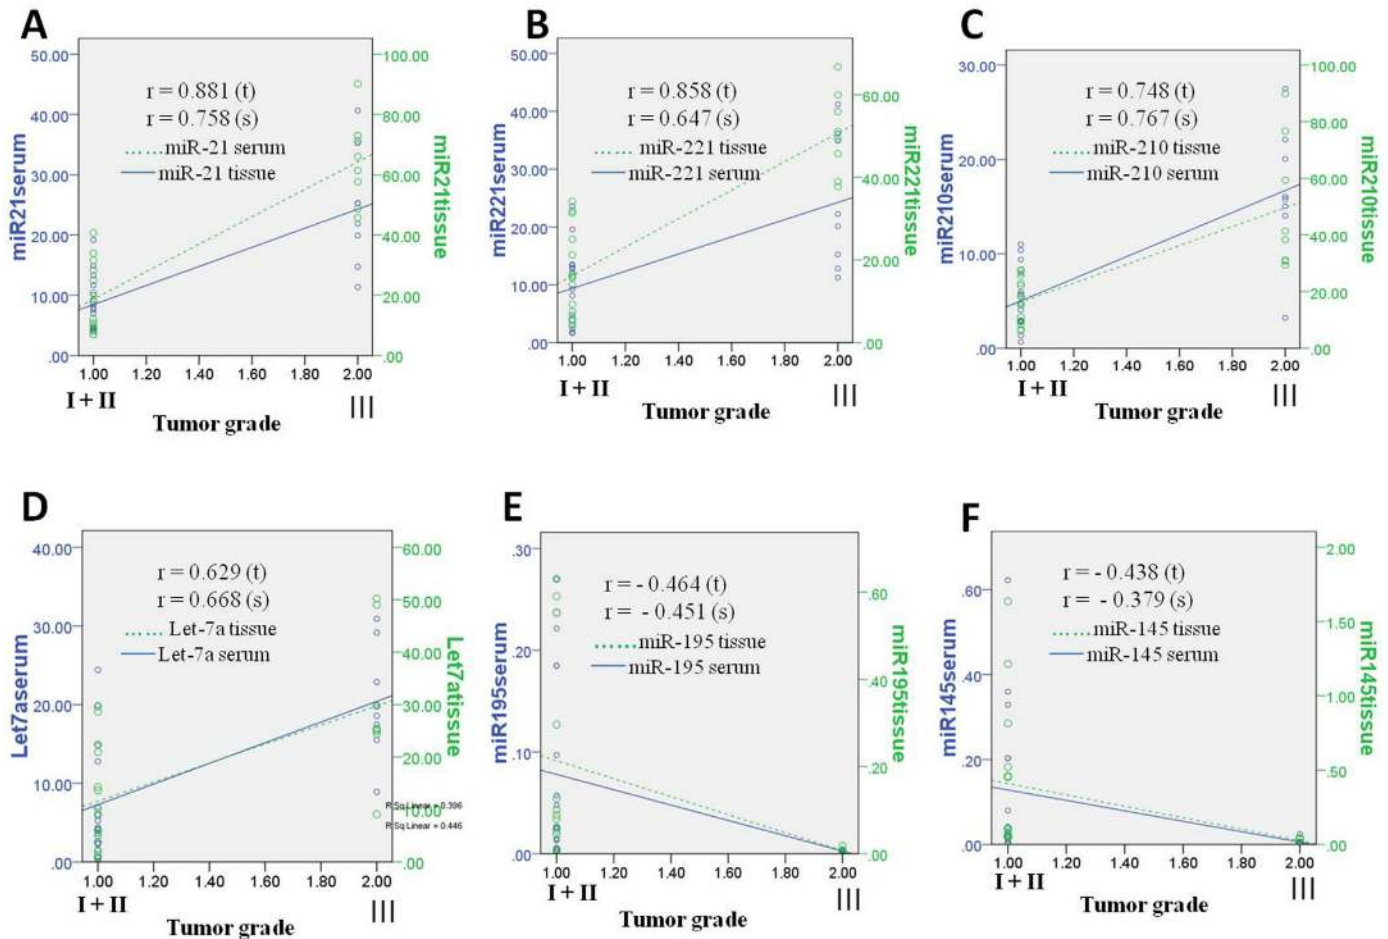 A
50.00
40.00
30.00
20.00
10.00
.00
miR21serum
r = 0.881 (t)
r = 0.758 (s)
miR-21 serum
miR-21 tissue
100.00
80.00
60.00
40.00
20.00
.00
miR21tissue
1.00 1.20 1.40 1.60 1.80 2.00
I + II
III
Tumor grade
B
50.00
40.00
30.00
20.00
10.00
.00
miR221serum
r = 0.858 (t)
r = 0.647 (s)
miR-221 tissue
miR-221 serum
60.00
40.00
20.00
.00
miR221tissue
1.00 1.20 1.40 1.60 1.80 2.00
I + II
III
Tumor grade
C
30.00
20.00
10.00
.00
miR210serum
r = 0.748 (t)
r = 0.767 (s)
miR-210 tissue
miR-210 serum
100.00
80.00
60.00
40.00
20.00
.00
miR210tissue
1.00 1.20 1.40 1.60 1.80 2.00
I + II
III
Tumor grade
D
40.00
30.00
20.00
10.00
.00
Let7aserum
r = 0.629 (t)
r = 0.668 (s)
Let-7a tissue
Let-7a serum
60.00
50.00
40.00
30.00
20.00
10.00
.00
Let7atissue
R Sq Linear = 0.396
R Sq Linear = 0.446
1.00 1.20 1.40 1.60 1.80 2.00
I + II
III
Tumor grade
E
.30
.20
.10
.00
miR195serum
r = - 0.464 (t)
r = - 0.451 (s)
miR-195 tissue
miR-195 serum
.60
.40
.20
.00
miR195tissue
1.00 1.20 1.40 1.60 1.80 2.00
I + II
III
Tumor grade
F
.60
.40
.20
.00
miR145serum
r = - 0.438 (t)
r = - 0.379 (s)
miR-145 tissue
miR-145 serum
2.00
1.50
1.00
.50
.00
miR145tissue
1.00 1.20 1.40 1.60 1.80 2.00
I + II
III
Tumor grade